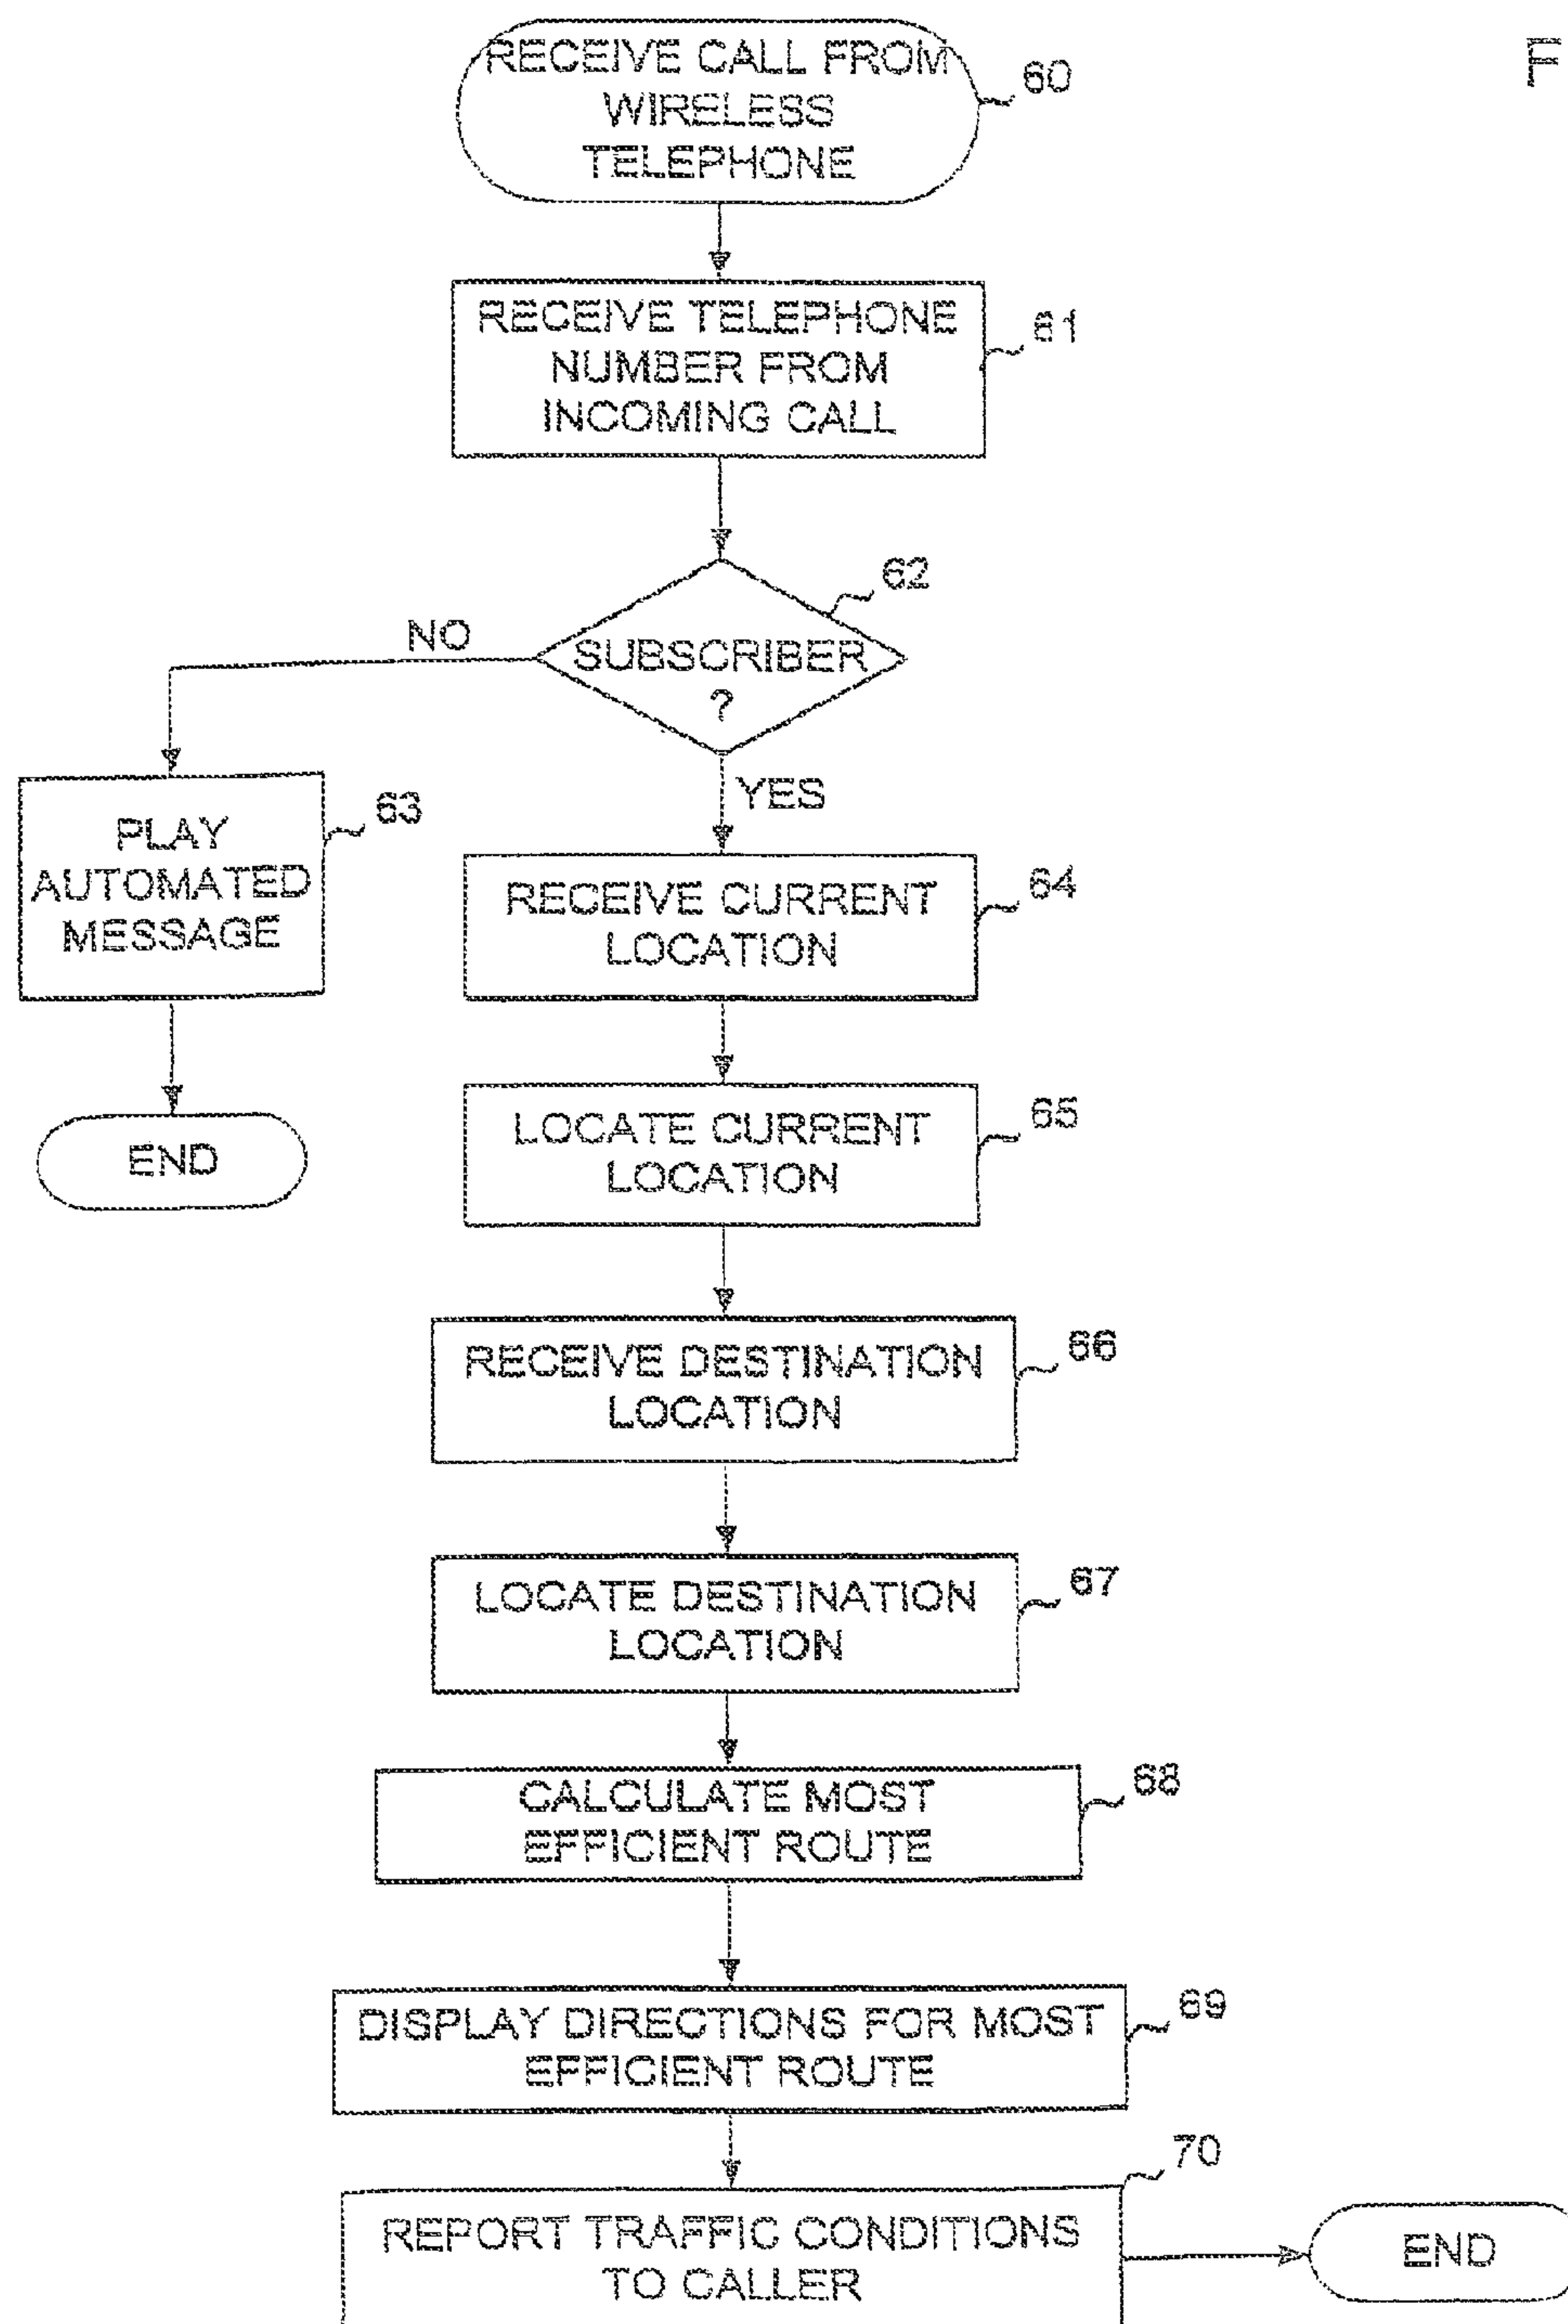 F
RECEIVE CALL FROM
WIRELESS
TELEPHONE
60
RECEIVE TELEPHONE
NUMBER FROM
INCOMING CALL
61
62
SUBSCRIBER
?
NO
YES
PLAY
AUTOMATED
MESSAGE
63
END
RECEIVE CURRENT
LOCATION
64
LOCATE CURRENT
LOCATION
65
RECEIVE DESTINATION
LOCATION
66
LOCATE DESTINATION
LOCATION
67
CALCULATE MOST
EFFICIENT ROUTE
68
DISPLAY DIRECTIONS FOR MOST
EFFICIENT ROUTE
69
70
REPORT TRAFFIC CONDITIONS
TO CALLER
END